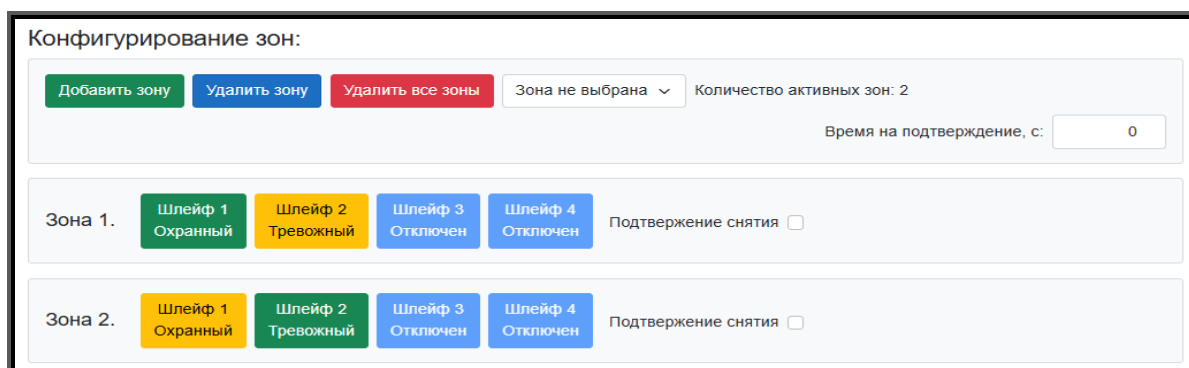 Конфигурирование зон:
Добавить зону Удалить зону Удалить все зоны Зона не выбрана Количество активных зон: 2
Время на подтверждение, с: 0
Зона 1. Шлейф 1 Охранный Шлейф 2 Тревожный Шлейф 3 Отключен Шлейф 4 Отключен Подтвержение снятия
Зона 2. Шлейф 1 Охранный Шлейф 2 Тревожный Шлейф 3 Отключен Шлейф 4 Отключен Подтвержение снятия